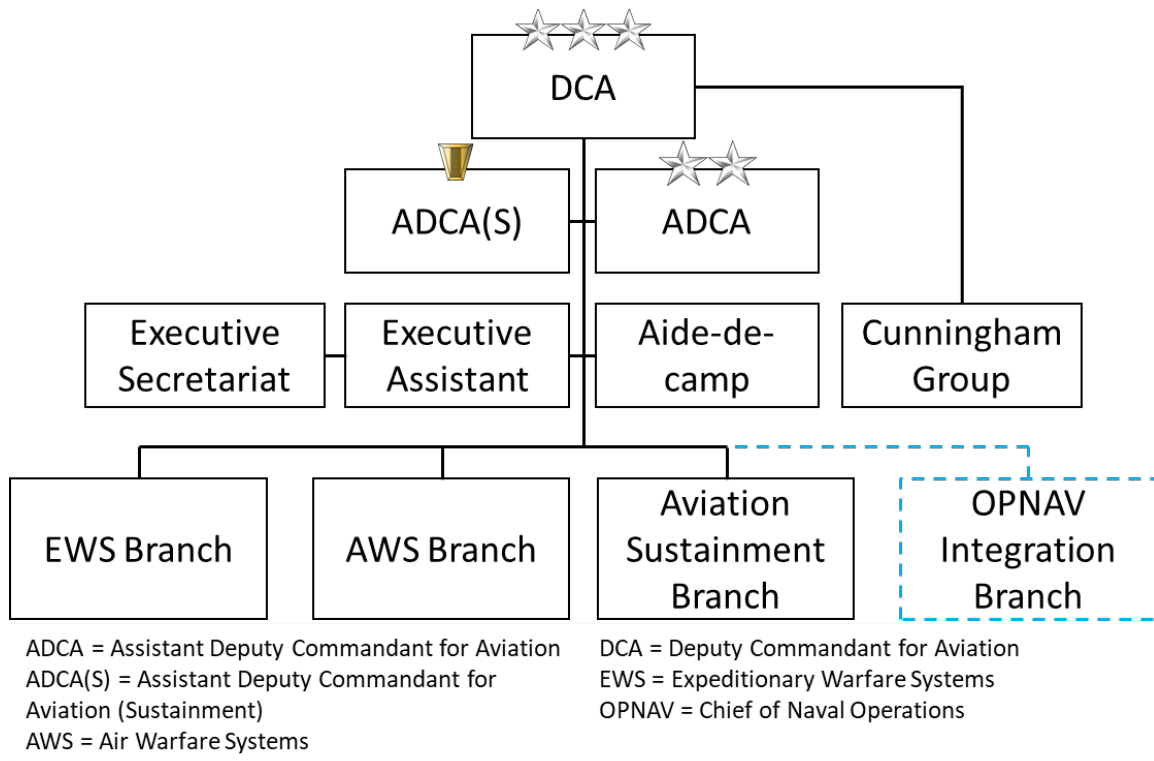 DCA
ADCA(S)
ADCA
Executive
Secretariat
Executive
Assistant
Aide-de-
camp
Cunningham
Group
EWS Branch
AWS Branch
Aviation
Sustainment
Branch
OPNAV
Integration
Branch
ADCA = Assistant Deputy Commandant for Aviation
ADCA(S) = Assistant Deputy Commandant for
Aviation (Sustainment)
AWS = Air Warfare Systems
DCA = Deputy Commandant for Aviation
EWS = Expeditionary Warfare Systems
OPNAV = Chief of Naval Operations